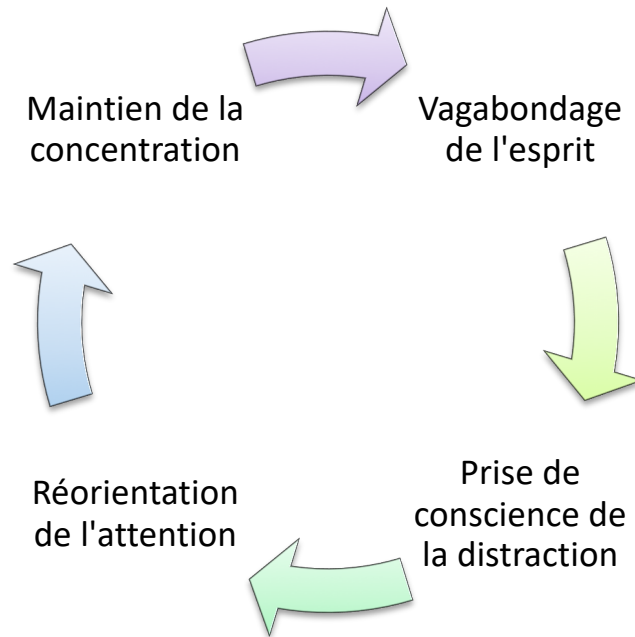 Maintien de la
concentration
Vagabondage
de l'esprit
Prise de
conscience de
la distraction
Réorientation
de l'attention